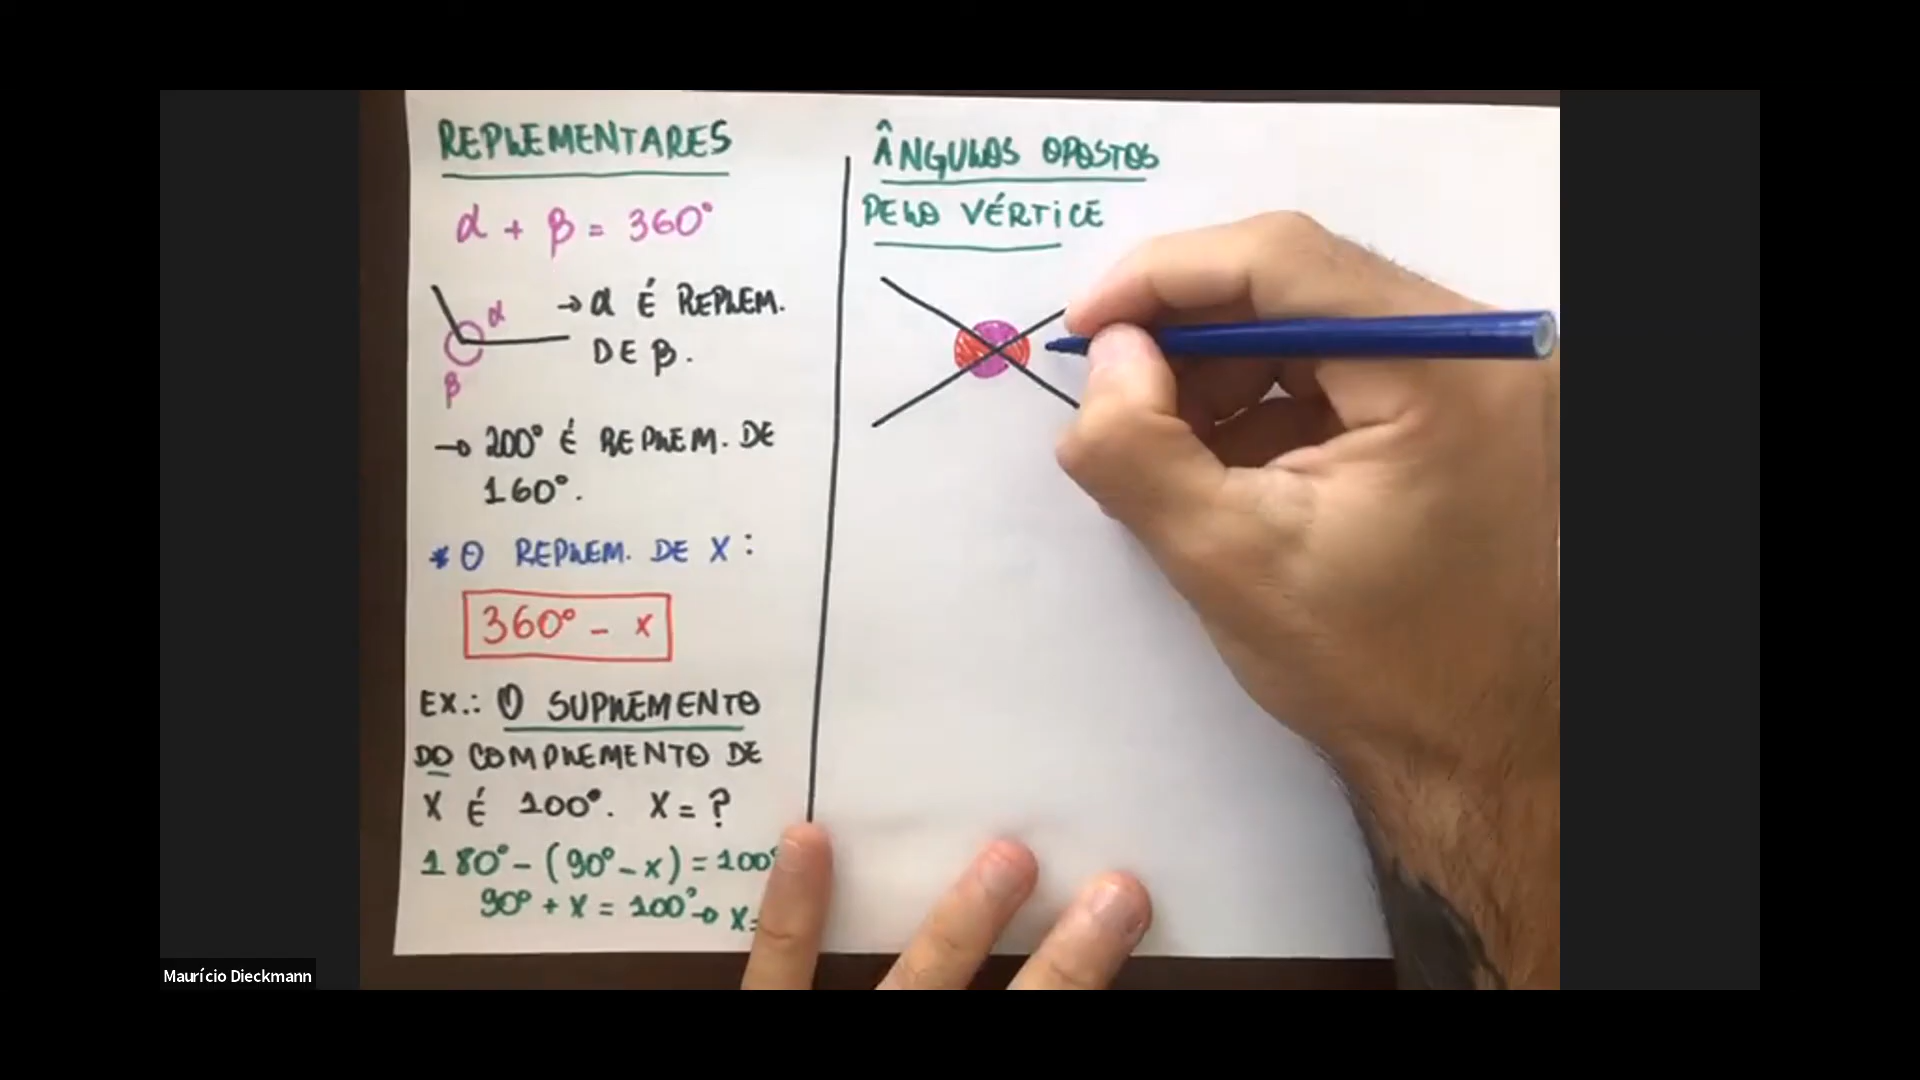 REPLEMENTARES
α + β = 360°
α
β
→ α É REPLEM.
DE β.
→ 200° É REPLEM. DE
160°.
* O REPLEM. DE X :
360° - x
EX.: O SUPLEMENTO
DO COMPLEMENTO DE
X É 100°. X = ?
180° - (90° - x) = 100°
90° + X = 100° → X =
ÂNGULOS OPOSTOS
PELO VÉRTICE
Maurício Dieckmann